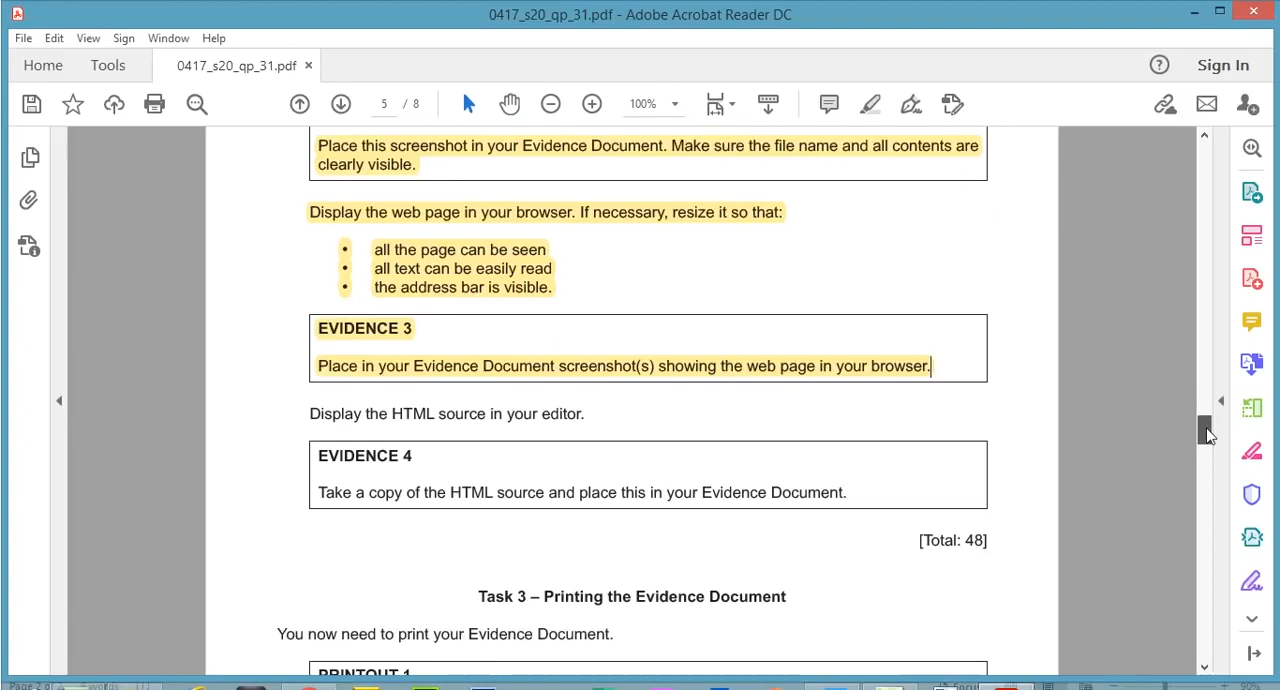 0417_s20_qp_31.pdf - Adobe Acrobat Reader DC
File Edit View Sign Window Help
Home Tools 0417_s20_qp_31.pdf × Sign In
5 / 8 100%
Place this screenshot in your Evidence Document. Make sure the file name and all contents are
clearly visible.
Display the web page in your browser. If necessary, resize it so that:
• all the page can be seen
• all text can be easily read
• the address bar is visible.
EVIDENCE 3
Place in your Evidence Document screenshot(s) showing the web page in your browser.
Display the HTML source in your editor.
EVIDENCE 4
Take a copy of the HTML source and place this in your Evidence Document.
[Total: 48]
Task 3 – Printing the Evidence Document
You now need to print your Evidence Document.
PRINTOUT 1